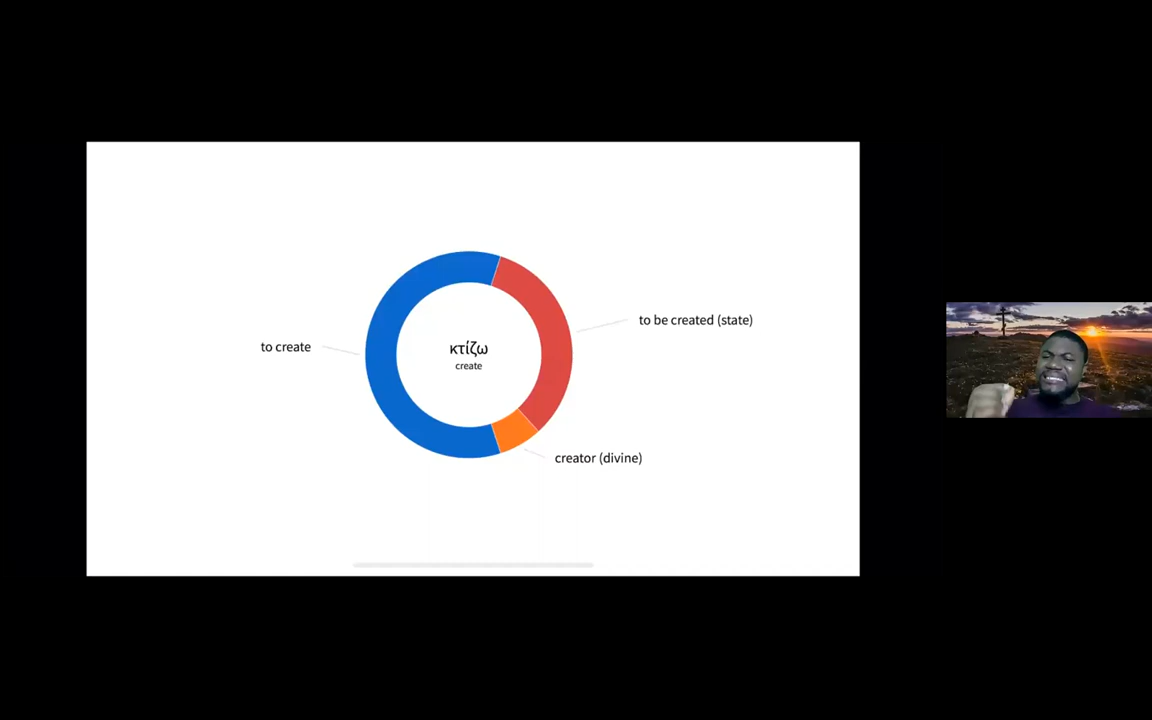 to be created (state)
to create
κτίζω
create
creator (divine)